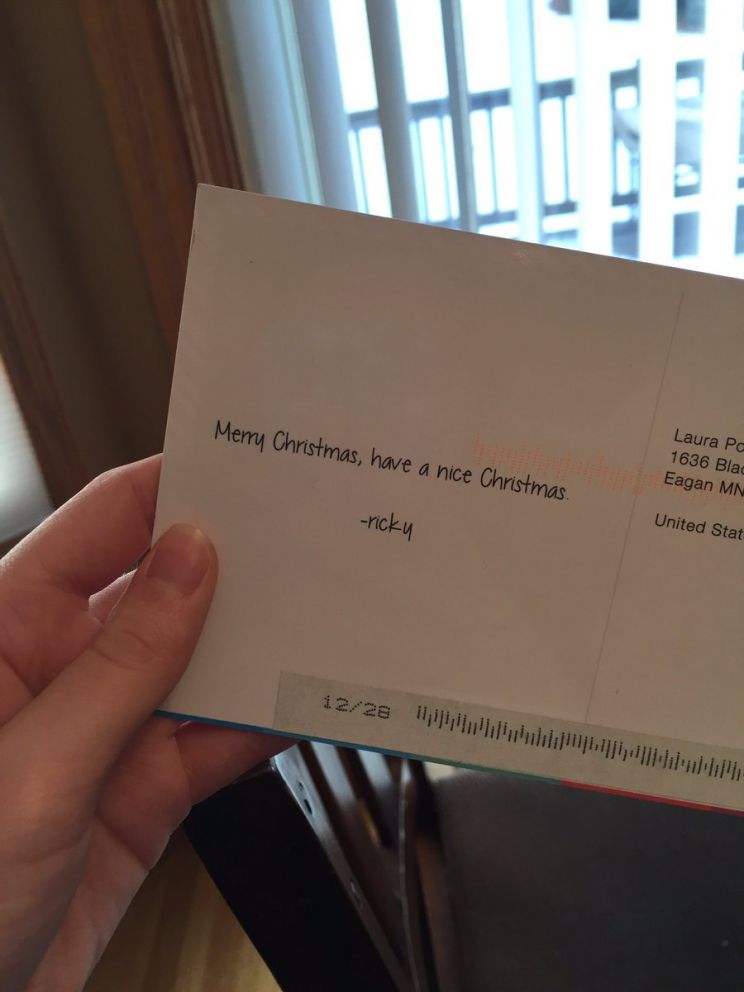 Merry Christmas, have a nice Christmas.
-ricky
Laura
1636
Eagan MN
United
12/28